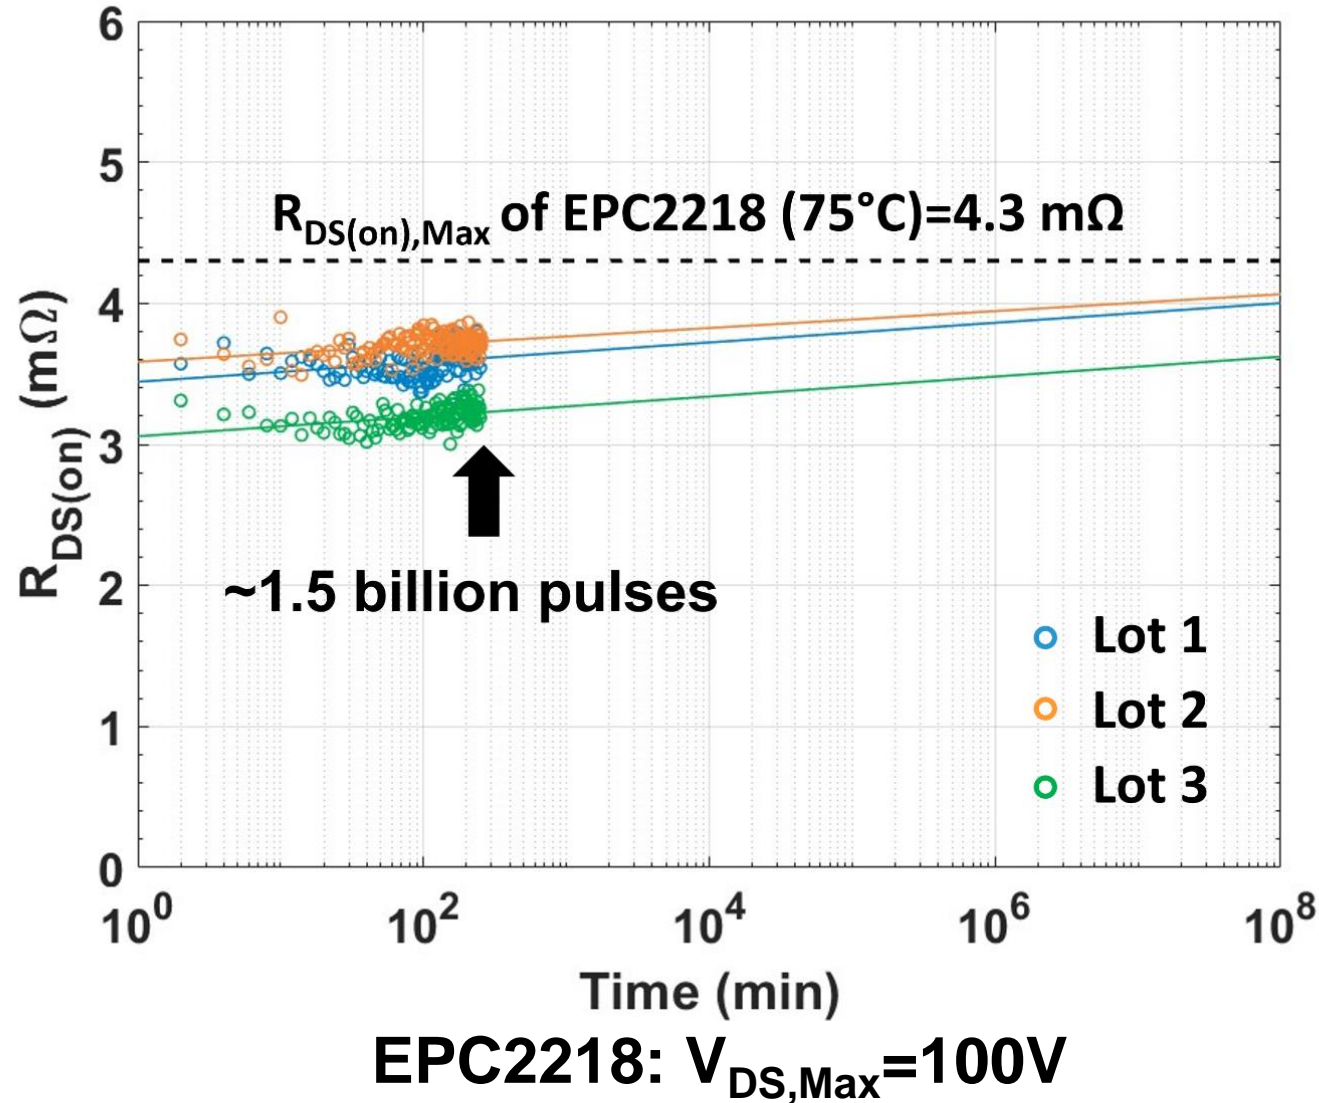 6
5
4
3
2
1
0
R_DS(on) (mΩ)
R_DS(on),Max of EPC2218 (75°C)=4.3 mΩ
~1.5 billion pulses
Lot 1
Lot 2
Lot 3
10^0 10^2 10^4 10^6 10^8
Time (min)
EPC2218: V_DS,Max=100V